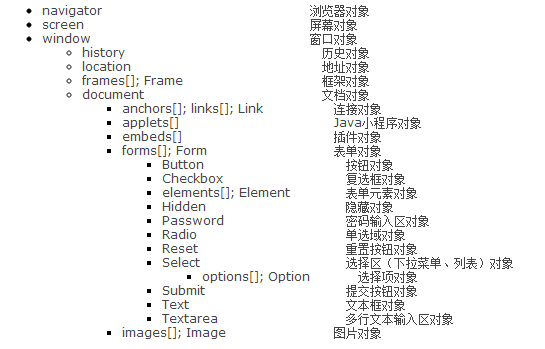 navigator 浏览器对象
screen 屏幕对象
window 窗口对象
history 历史对象
location 地址对象
frames[]; Frame 框架对象
document 文档对象
anchors[]; links[]; Link 连接对象
applets[] Java小程序对象
embeds[] 插件对象
forms[]; Form 表单对象
Button 按钮对象
Checkbox 复选框对象
elements[]; Element 表单元素对象
Hidden 隐藏对象
Password 密码输入区对象
Radio 单选域对象
Reset 重置按钮对象
Select 选择区（下拉菜单、列表）对象
options[]; Option 选择项对象
Submit 提交按钮对象
Text 文本框对象
Textarea 多行文本输入区对象
images[]; Image 图片对象